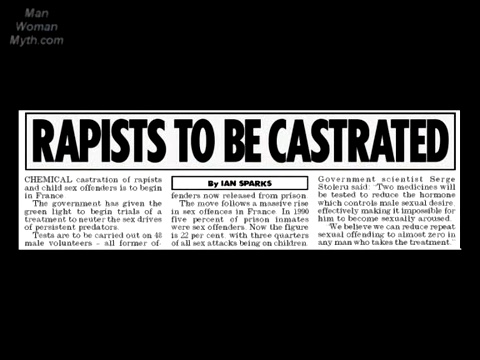 Man
Woman
Myth.com
RAPISTS TO BE CASTRATED
CHEMICAL castration of rapists
and child sex offenders is to begin
in France
The government has given the
green light to begin trials of a
treatment to neuter the sex drives
of persistent predators.
Tests are to be carried out on 48
male volunteers - all former of-
By IAN SPARKS
fenders now released from prison.
The move follows a massive rise
in sex offences in France. In 1990
five percent of prison inmates
were sex offenders. Now the figure
is 22 per cent, with three quarters
of all sex attacks being on children.
Government scientist Serge
Stoleru said: "Two medicines will
be tested to reduce the hormone
which controls male sexual desire,
effectively making it impossible for
him to become sexually aroused.
"We believe we can reduce repeat
sexual offending to almost zero in
any man who takes the treatment."